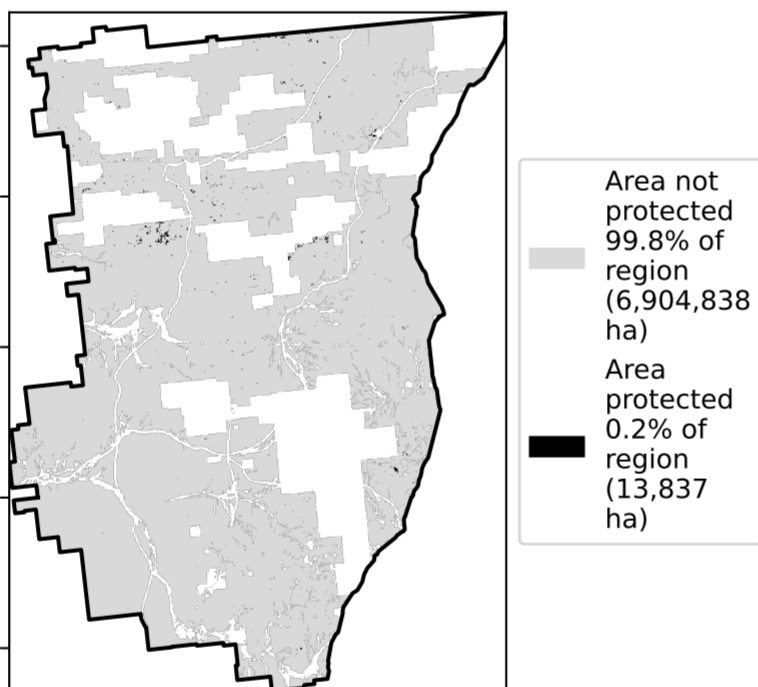 Area not
protected
99.8% of
region
(6,904,838
ha)
Area
protected
0.2% of
region
(13,837
ha)